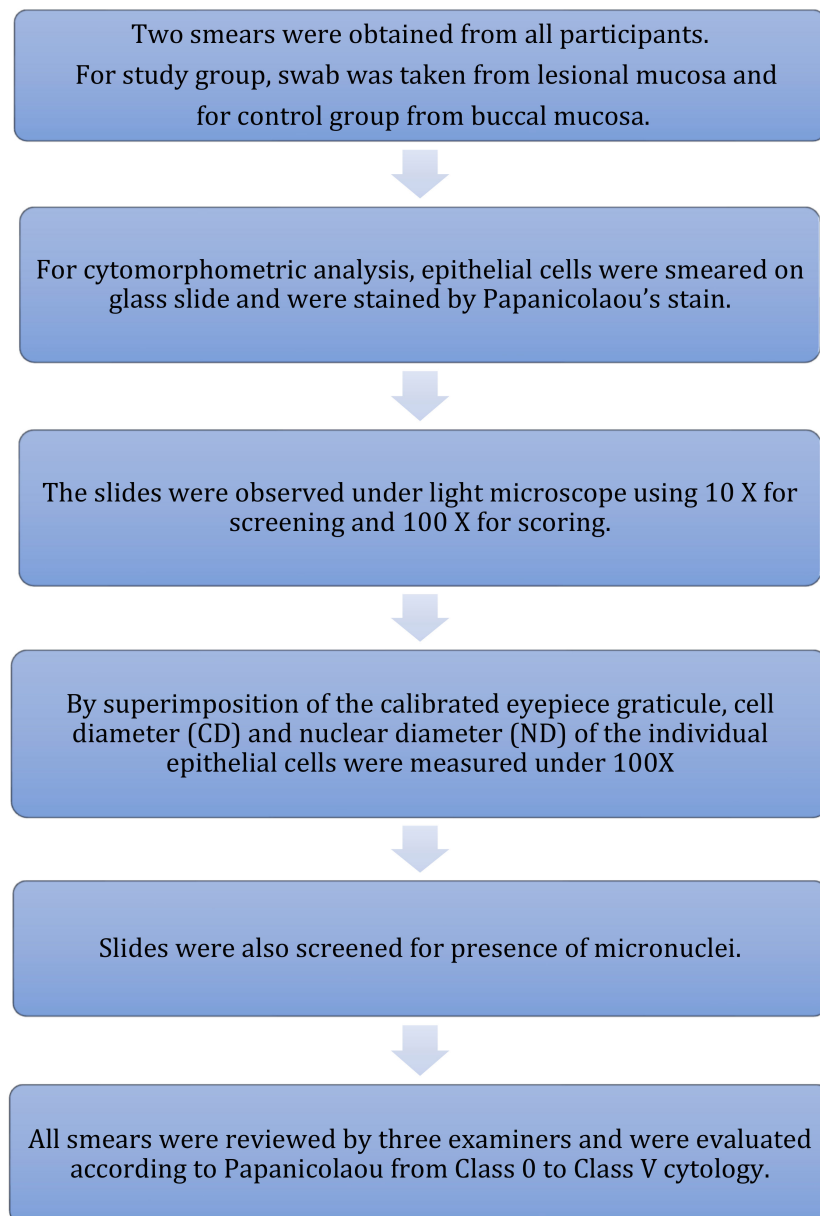 Two smears were obtained from all participants.
For study group, swab was taken from lesional mucosa and
for control group from buccal mucosa.
For cytomorphometric analysis, epithelial cells were smeared on
glass slide and were stained by Papanicolaou’s stain.
The slides were observed under light microscope using 10 X for
screening and 100 X for scoring.
By superimposition of the calibrated eyepiece graticule, cell
diameter (CD) and nuclear diameter (ND) of the individual
epithelial cells were measured under 100X
Slides were also screened for presence of micronuclei.
All smears were reviewed by three examiners and were evaluated
according to Papanicolaou from Class 0 to Class V cytology.